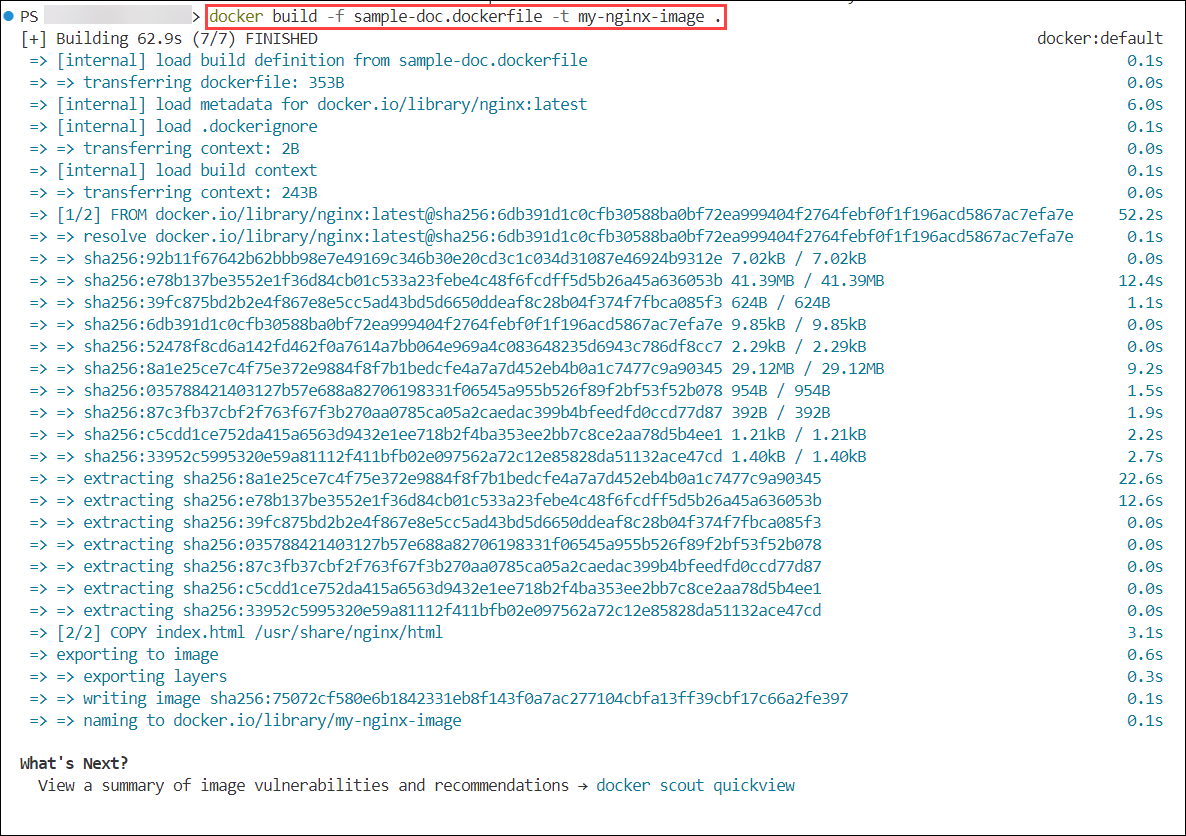 PS > docker build -f sample-doc.dockerfile -t my-nginx-image .
[+] Building 62.9s (7/7) FINISHED docker:default
=> [internal] load build definition from sample-doc.dockerfile 0.1s
=> => transferring dockerfile: 353B 0.0s
=> [internal] load metadata for docker.io/library/nginx:latest 6.0s
=> [internal] load .dockerignore 0.1s
=> => transferring context: 2B 0.0s
=> [internal] load build context 0.1s
=> => transferring context: 243B 0.0s
=> [1/2] FROM docker.io/library/nginx:latest@sha256:6db391d1c0cfb30588ba0bf72ea999404f2764febf0f1f196acd5867ac7efa7e 52.2s
=> => resolve docker.io/library/nginx:latest@sha256:6db391d1c0cfb30588ba0bf72ea999404f2764febf0f1f196acd5867ac7efa7e 0.1s
=> => sha256:92b11f67642b62bbb98e7e49169c346b30e20cd3c1c034d31087e46924b9312e 7.02kB / 7.02kB 0.0s
=> => sha256:e78b137be3552e1f36d84cb01c533a23febe4c48f6fcdff5d5b26a45a636053b 41.39MB / 41.39MB 12.4s
=> => sha256:39fc875bd2b2e4f867e8e5cc5ad43bd5d6650ddeaf8c28b04f374f7fbca085f3 624B / 624B 1.1s
=> => sha256:6db391d1c0cfb30588ba0bf72ea999404f2764febf0f1f196acd5867ac7efa7e 9.85kB / 9.85kB 0.0s
=> => sha256:52478f8cd6a142fd462f0a7614a7bb064e969a4c083648235d6943c786df8cc7 2.29kB / 2.29kB 0.0s
=> => sha256:8a1e25ce7c4f75e372e9884f8f7b1bedcfe4a7a7d452eb4b0a1c7477c9a90345 29.12MB / 29.12MB 9.2s
=> => sha256:035788421403127b57e688a82706198331f06545a955b526f89f2bf53f52b078 954B / 954B 1.5s
=> => sha256:87c3fb37cbf2f763f67f3b270aa0785ca05a2caedac399b4bfeedfd0ccd77d87 392B / 392B 1.9s
=> => sha256:c5cdd1ce752da415a6563d9432e1ee718b2f4ba353ee2bb7c8ce2aa78d5b4ee1 1.21kB / 1.21kB 2.2s
=> => sha256:33952c5995320e59a81112f411bfb02e097562a72c12e85828da51132ace47cd 1.40kB / 1.40kB 2.7s
=> => extracting sha256:8a1e25ce7c4f75e372e9884f8f7b1bedcfe4a7a7d452eb4b0a1c7477c9a90345 22.6s
=> => extracting sha256:e78b137be3552e1f36d84cb01c533a23febe4c48f6fcdff5d5b26a45a636053b 12.6s
=> => extracting sha256:39fc875bd2b2e4f867e8e5cc5ad43bd5d6650ddeaf8c28b04f374f7fbca085f3 0.0s
=> => extracting sha256:035788421403127b57e688a82706198331f06545a955b526f89f2bf53f52b078 0.0s
=> => extracting sha256:87c3fb37cbf2f763f67f3b270aa0785ca05a2caedac399b4bfeedfd0ccd77d87 0.0s
=> => extracting sha256:c5cdd1ce752da415a6563d9432e1ee718b2f4ba353ee2bb7c8ce2aa78d5b4ee1 0.0s
=> => extracting sha256:33952c5995320e59a81112f411bfb02e097562a72c12e85828da51132ace47cd 0.0s
=> [2/2] COPY index.html /usr/share/nginx/html 3.1s
=> exporting to image 0.6s
=> => exporting layers 0.3s
=> => writing image sha256:75072cf580e6b1842331eb8f143f0a7ac277104cbfa13ff39cbf17c66a2fe397 0.1s
=> => naming to docker.io/library/my-nginx-image 0.1s
What's Next?
View a summary of image vulnerabilities and recommendations → docker scout quickview